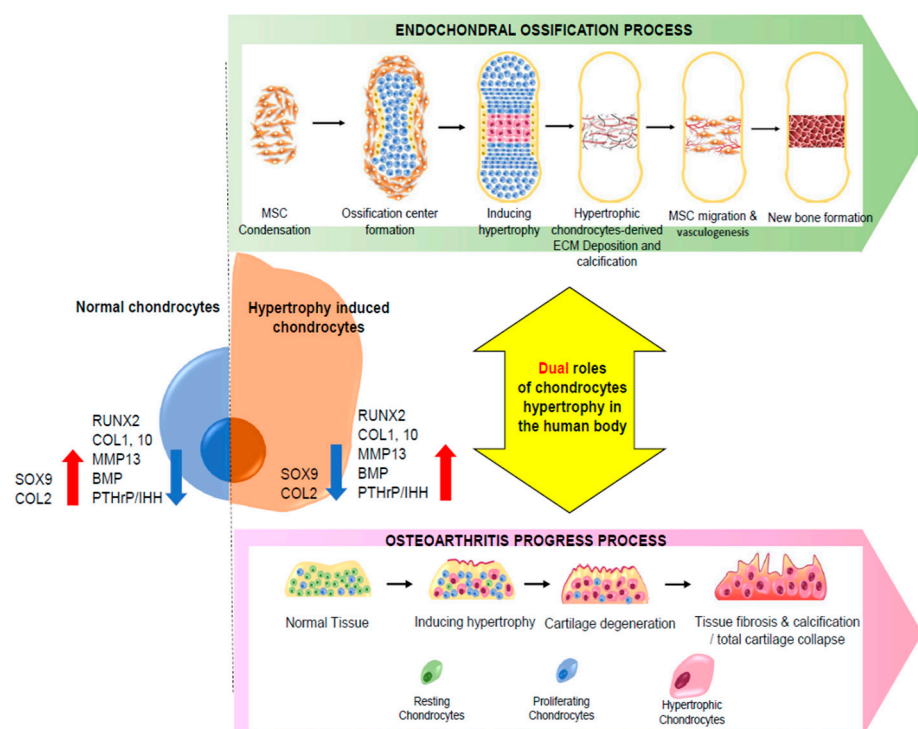 ENDOCHONDRAL OSSIFICATION PROCESS
MSC
Condensation
Ossification center
formation
Inducing
hypertrophy
Hypertrophic
chondrocytes-derived
ECM Deposition and
calcification
MSC migration &
vasculogenesis
New bone formation
Normal chondrocytes
Hypertrophy induced
chondrocytes
SOX9
COL2
RUNX2
COL1, 10
MMP13
BMP
PTHrP/IHH
SOX9
COL2
RUNX2
COL1, 10
MMP13
BMP
PTHrP/IHH
Dual roles
of chondrocytes
hypertrophy in
the human body
OSTEOARTHRITIS PROGRESS PROCESS
Normal Tissue
Inducing hypertrophy
Cartilage degeneration
Tissue fibrosis & calcification
/ total cartilage collapse
Resting
Chondrocytes
Proliferating
Chondrocytes
Hypertrophic
Chondrocytes